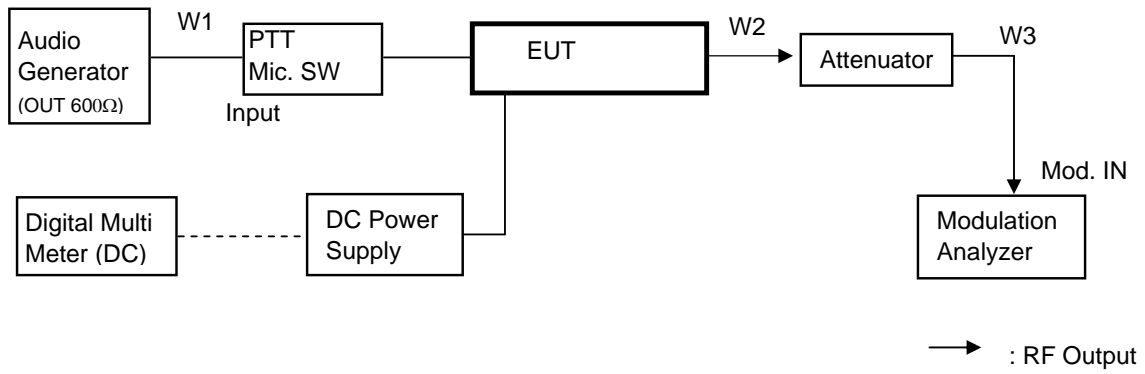 W1
Audio
Generator
(OUT 600Ω)
PTT
Mic. SW
Input
EUT
W2
Attenuator
W3
Mod. IN
Digital Multi
Meter (DC)
DC Power
Supply
Modulation
Analyzer
: RF Output